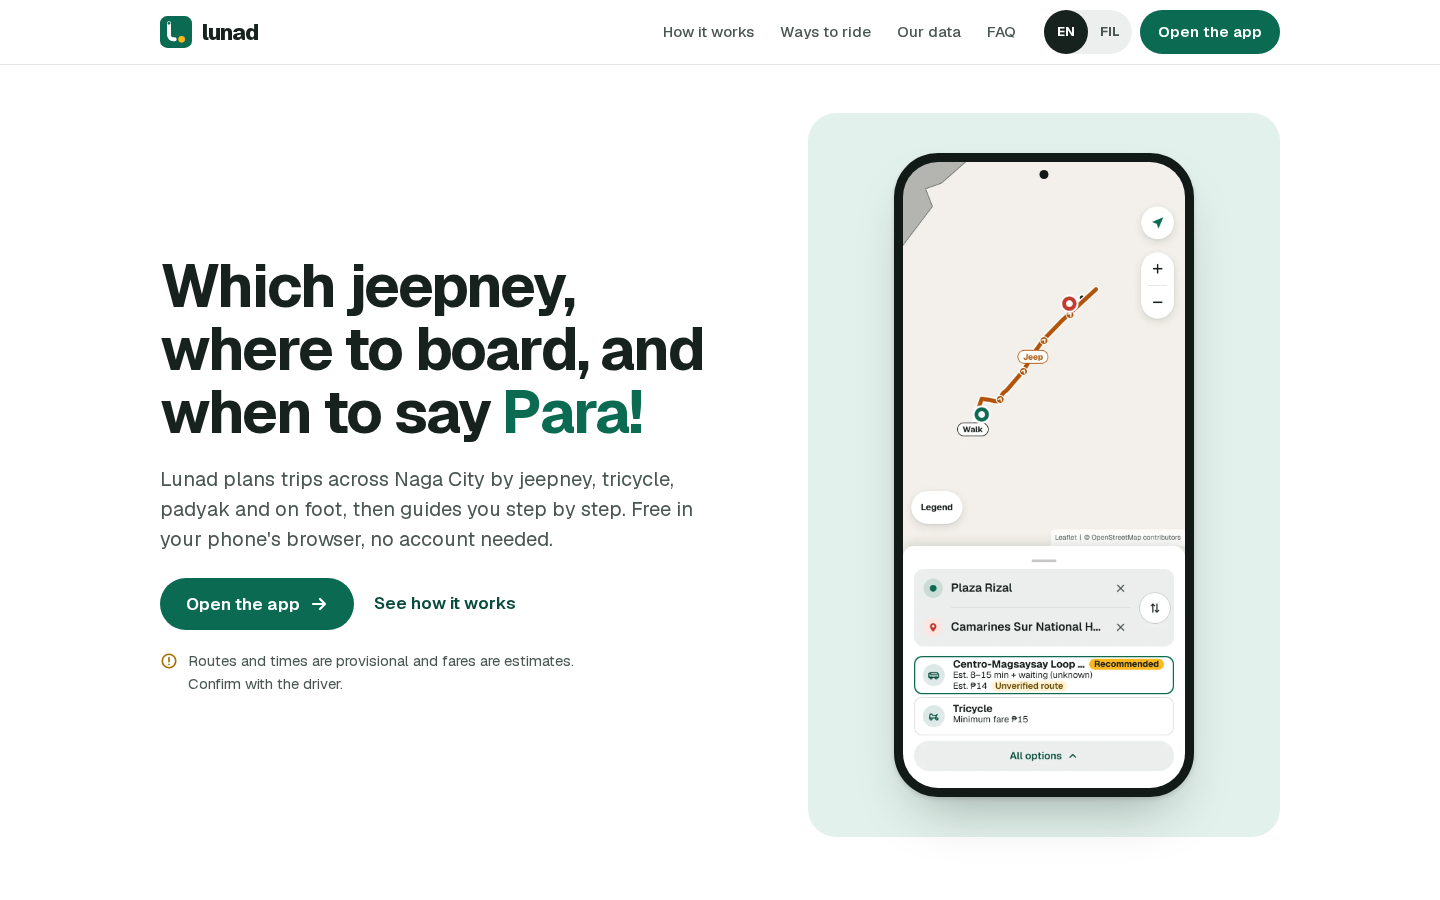 lunad
How it works
Ways to ride
Our data
FAQ
EN
FIL
Open the app
Which jeepney,
where to board, and
when to say Para!
Lunad plans trips across Naga City by jeepney, tricycle,
padyak and on foot, then guides you step by step. Free in
your phone's browser, no account needed.
Open the app
See how it works
Routes and times are provisional and fares are estimates.
Confirm with the driver.
Jeep
Walk
Legend
Leaflet | © OpenStreetMap contributors
Plaza Rizal
Camarines Sur National H...
Centro-Magsaysay Loop ... Recommended
Est. 8–15 min + waiting (unknown)
Est. ₱14 Unverified route
Tricycle
Minimum fare ₱15
All options